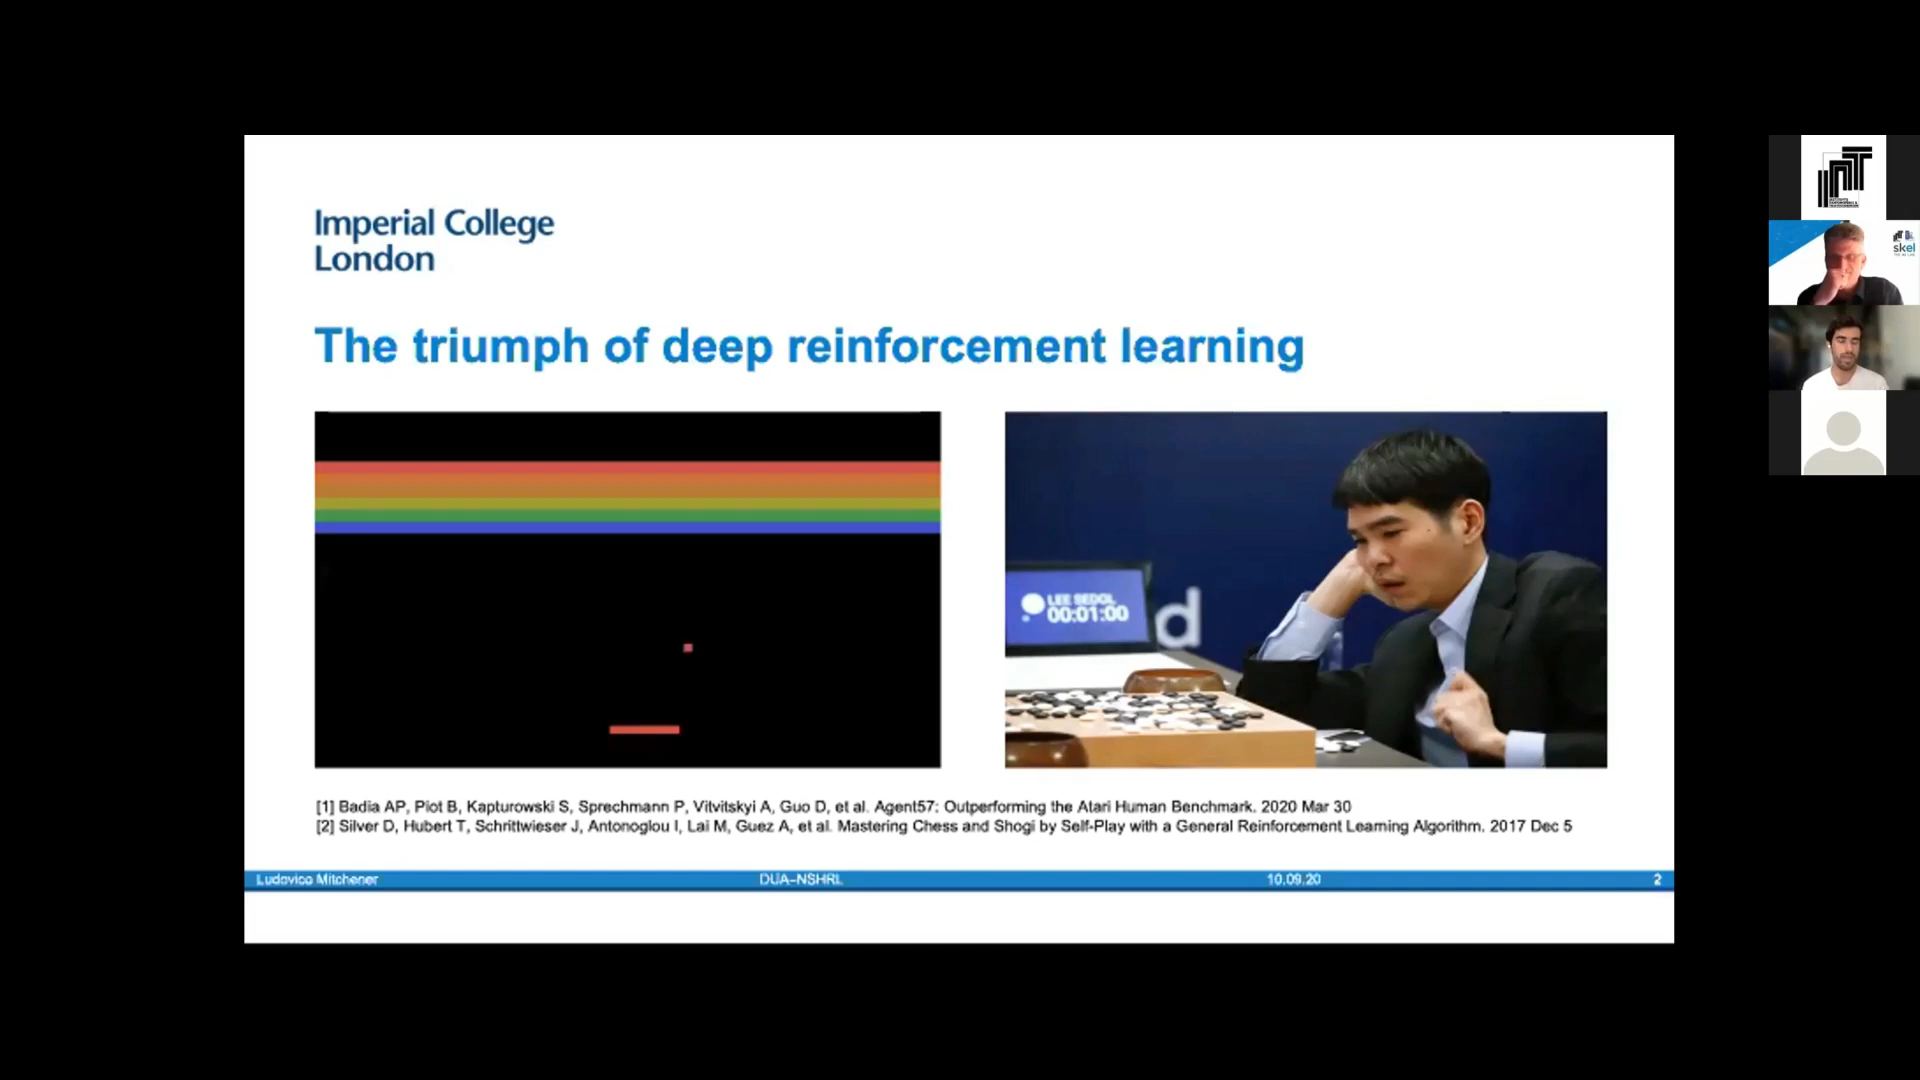 Imperial College
London
The triumph of deep reinforcement learning
LEE SEDOL
00:01:00
d
[1] Badia AP, Piot B, Kapturowski S, Sprechmann P, Vitvitskyi A, Guo D, et al. Agent57: Outperforming the Atari Human Benchmark. 2020 Mar 30
[2] Silver D, Hubert T, Schrittwieser J, Antonoglou I, Lai M, Guez A, et al. Mastering Chess and Shogi by Self-Play with a General Reinforcement Learning Algorithm. 2017 Dec 5
Ludovico Mitchener
DUA-NSHRL
10.09.20
2
skel